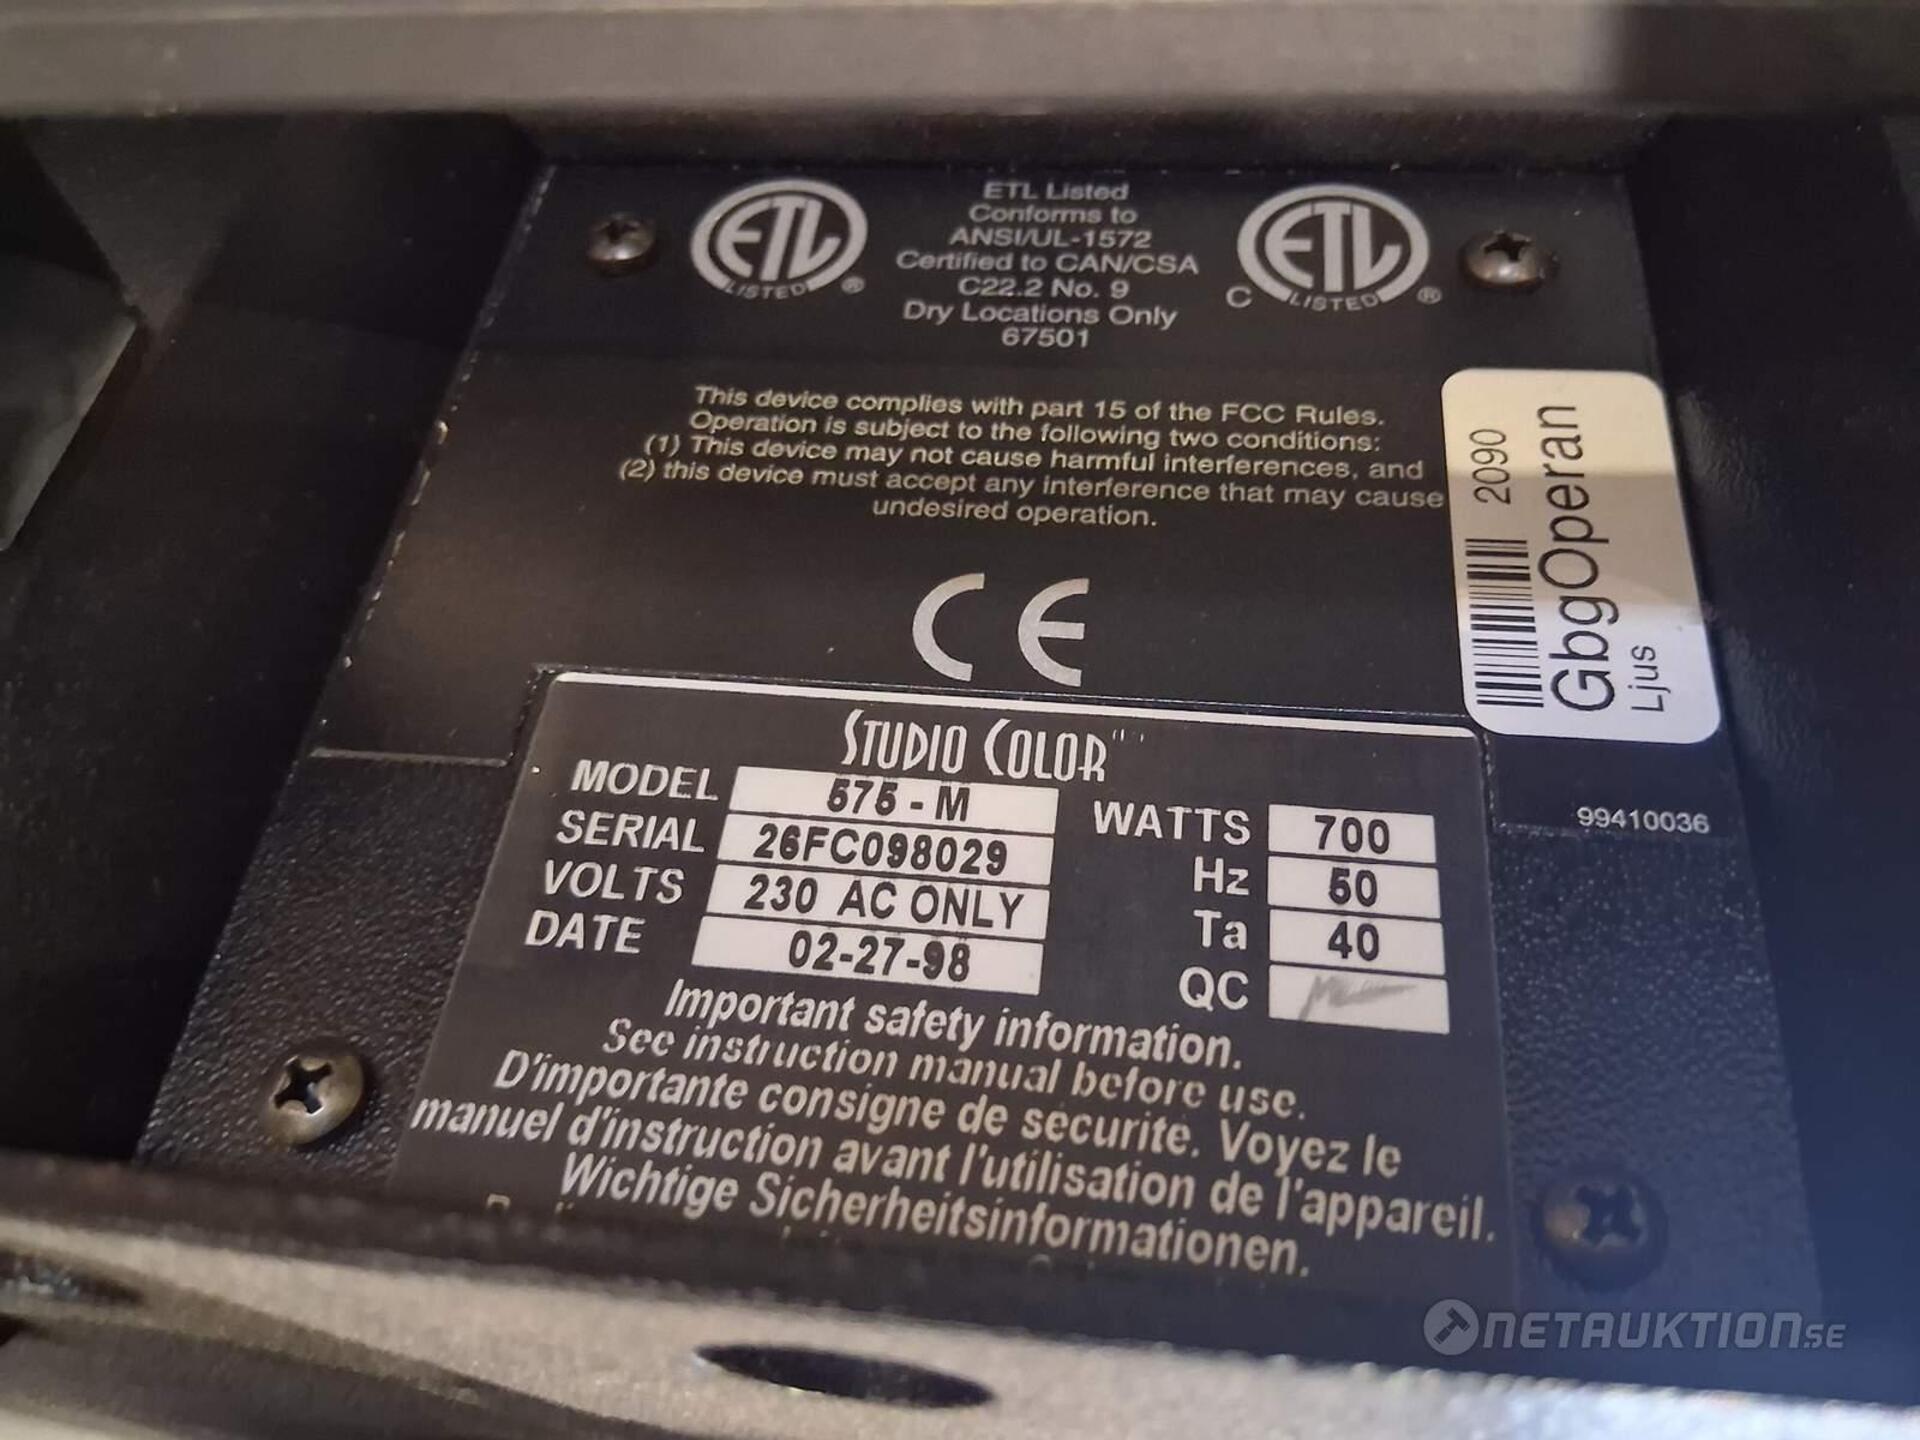 ETL Listed
Conforms to
ANSI/UL-1572
Certified to CAN/CSA
C22.2 No. 9
Dry Locations Only
67501
ETL
LISTED
®
C
ETL
LISTED
®
This device complies with part 15 of the FCC Rules.
Operation is subject to the following two conditions:
(1) This device may not cause harmful interferences, and
(2) this device must accept any interference that may cause
undesired operation.
CE
2090
GbgOperan
Ljus
STUDIO COLOR
MODEL 575 - M
SERIAL 26FC098029
VOLTS 230 AC ONLY
DATE 02-27-98
WATTS 700
Hz 50
Ta 40
QC
99410036
Important safety information.
See instruction manual before use.
D'importante consigne de sécurité. Voyez le
manuel d'instruction avant l'utilisation de l'appareil.
Wichtige Sicherheitsinformationen.
NETAUKTION.SE